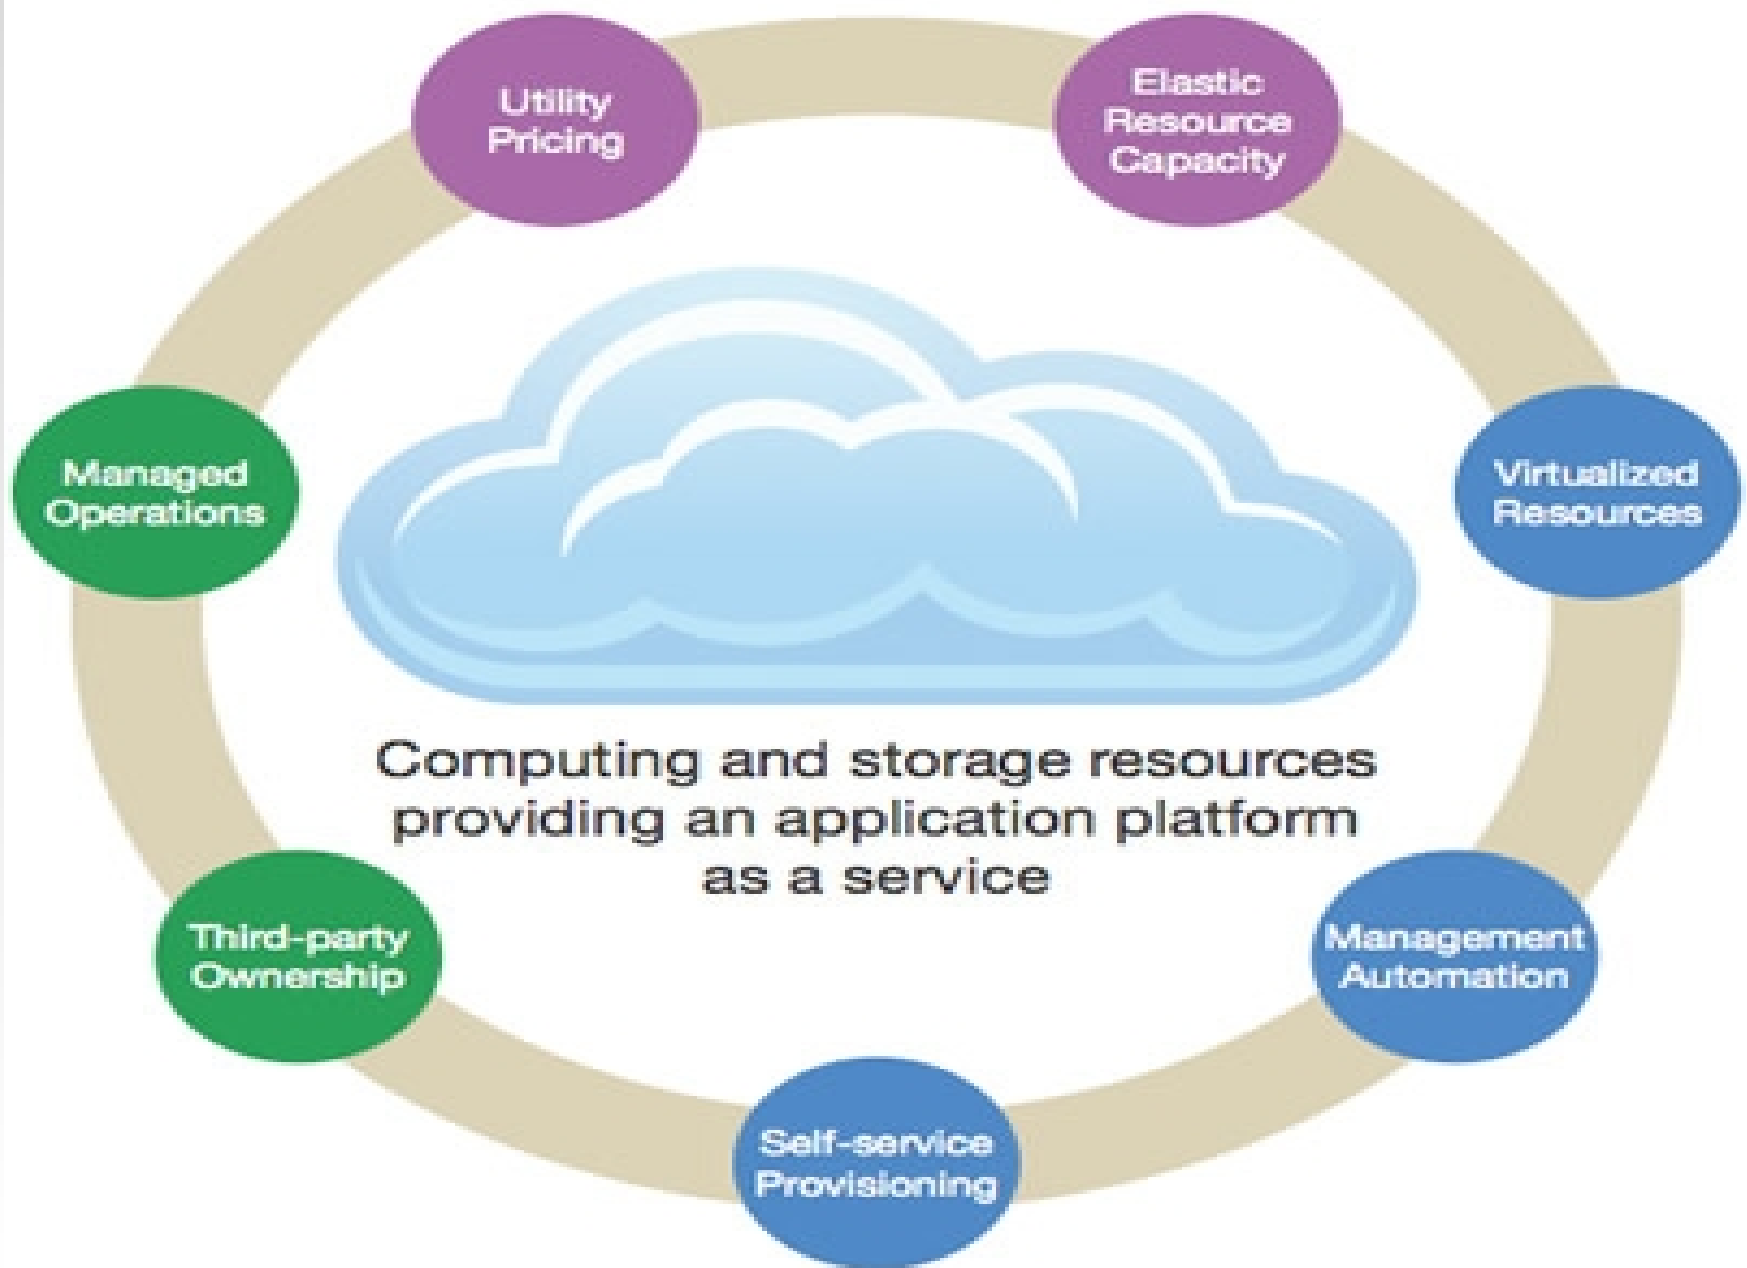 Utility
Pricing
Elastic
Resource
Capacity
Managed
Operations
Virtualized
Resources
Computing and storage resources
providing an application platform
as a service
Third-party
Ownership
Management
Automation
Self-service
Provisioning